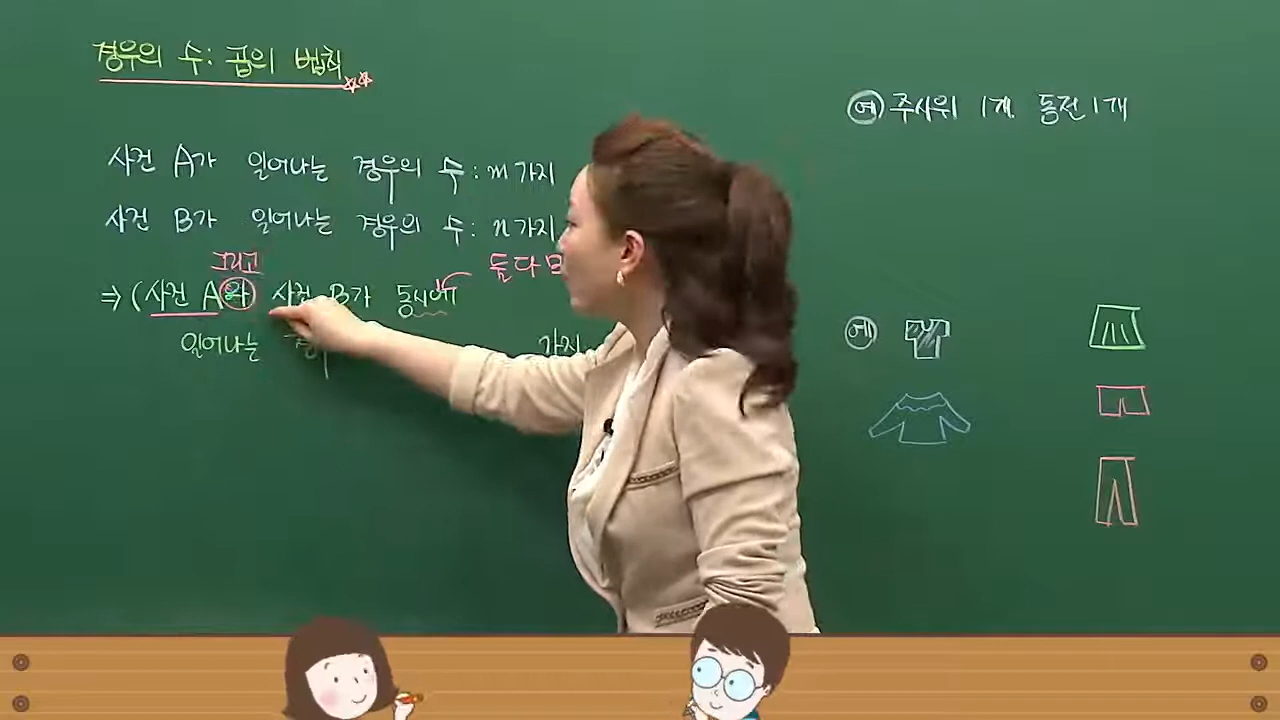 경우의 수: 곱의 법칙
사건 A가 일어나는 경우의 수: m가지
사건 B가 일어나는 경우의 수: n가지
그리고
둘다
⇒ (사건 A와 사건 B가 동시에
일어나는 가지
예 주사위 1개 동전 1개
예